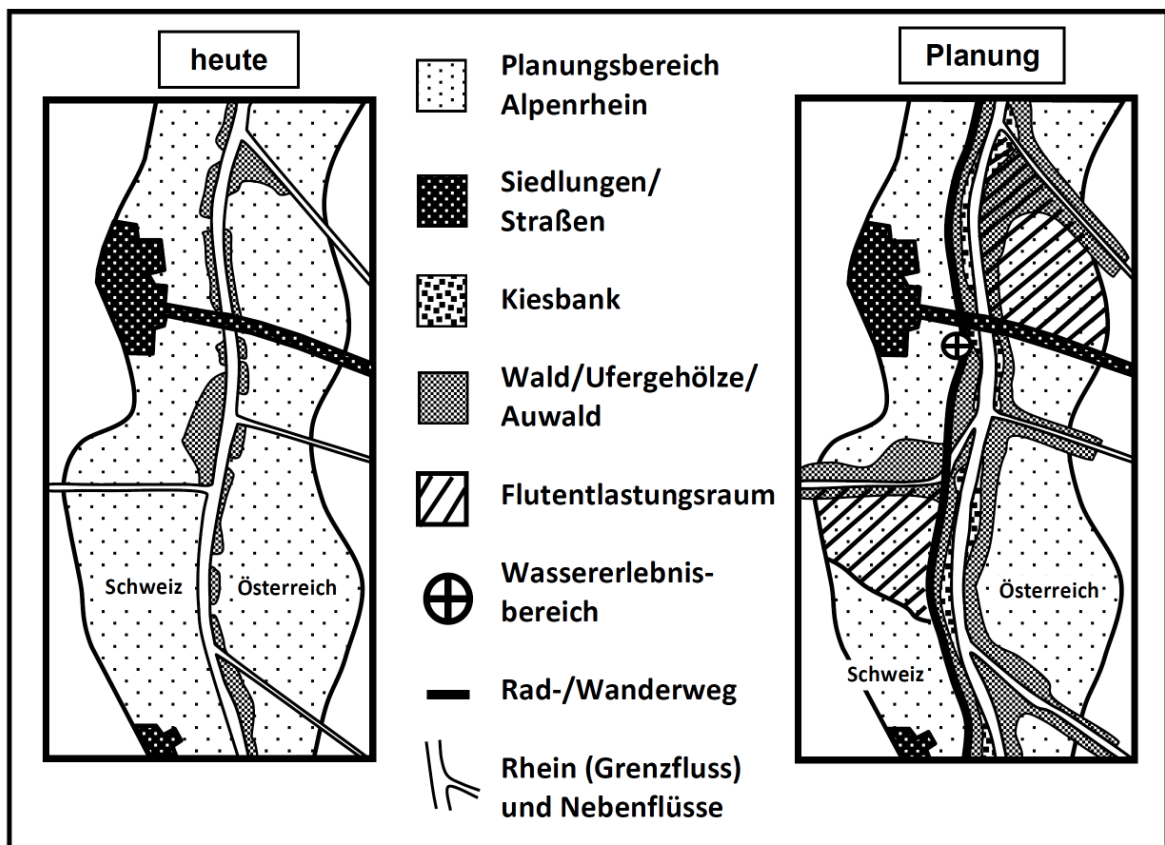 heute
Planung
Planungsbereich
Alpenrhein
Siedlungen/
Straßen
Kiesbank
Wald/Ufergehölze/
Auwald
Flutentlastungsraum
Wassererlebnis-
bereich
Rad-/Wanderweg
Rhein (Grenzfluss)
und Nebenflüsse
Schweiz
Österreich
Österreich
Schweiz